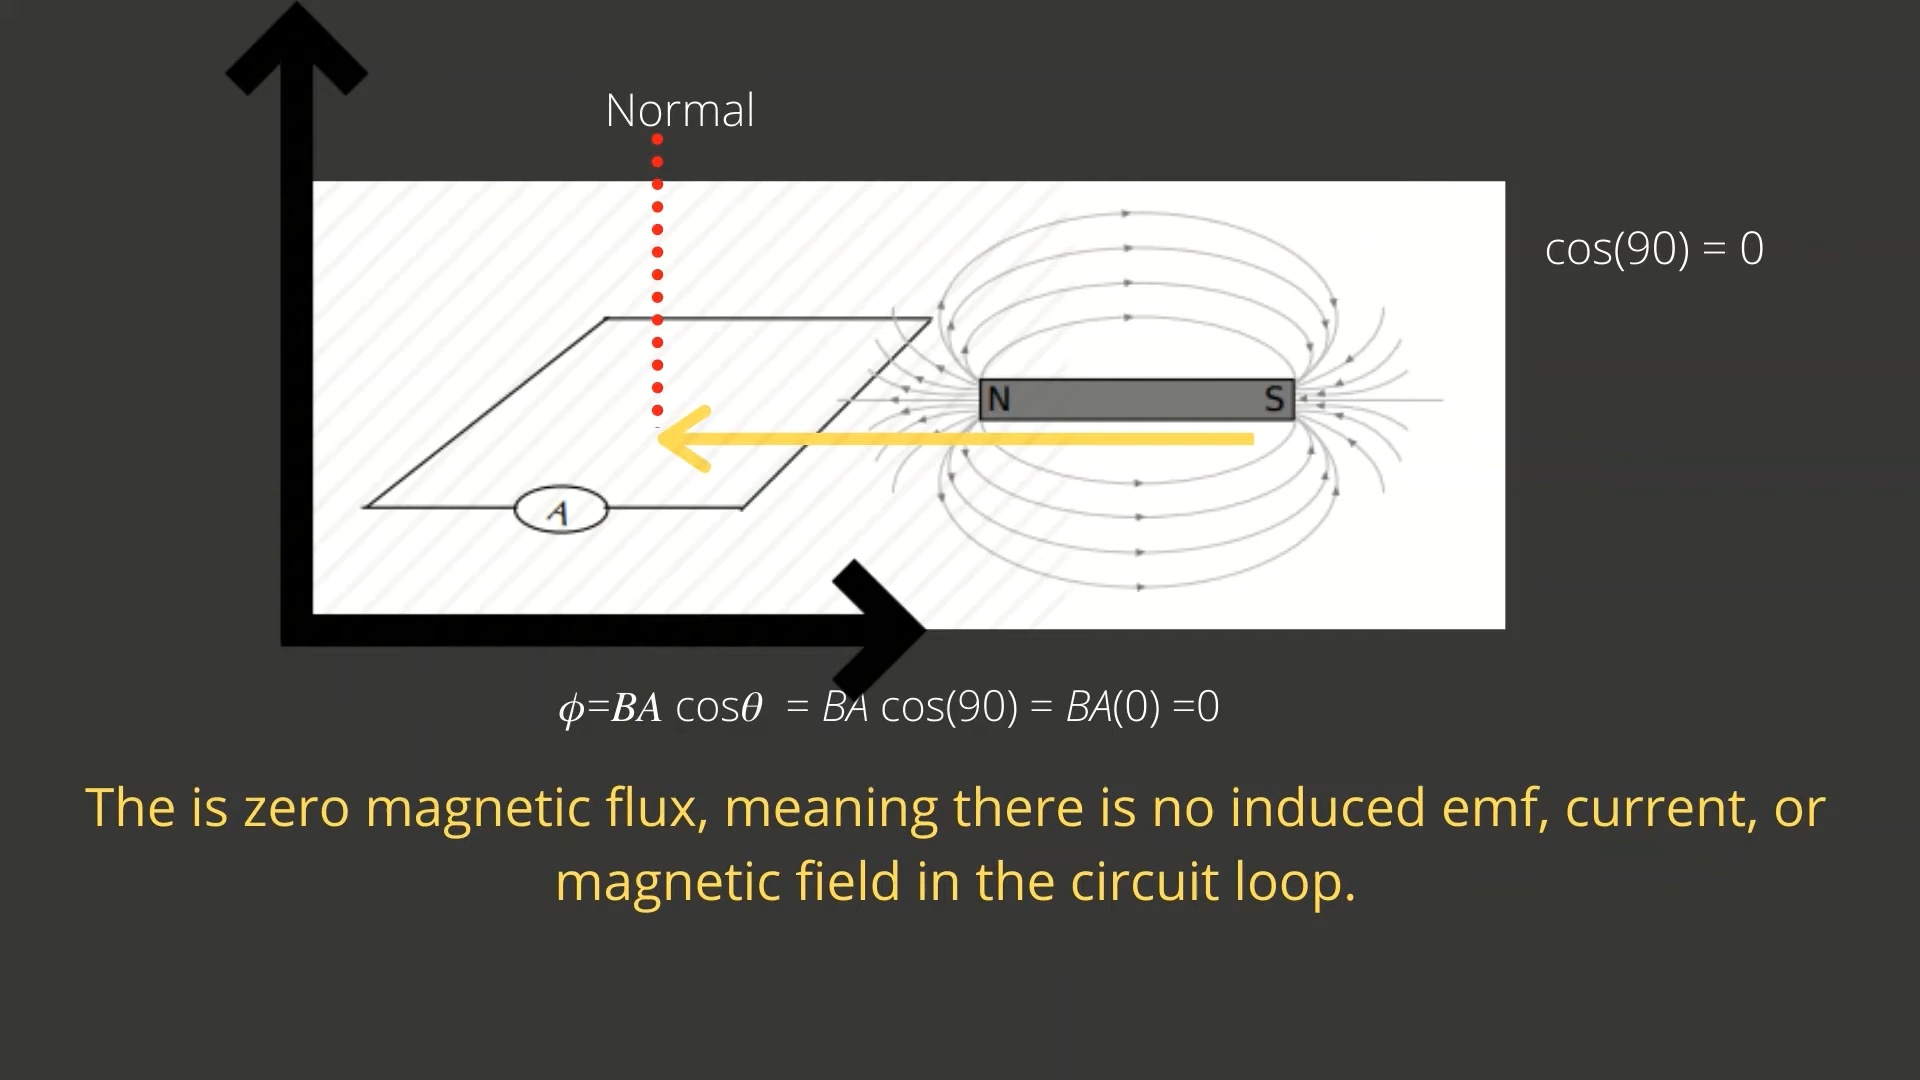 Normal
cos(90) = 0
N
S
A
ϕ=BA cosθ = BA cos(90) = BA(0) =0
The is zero magnetic flux, meaning there is no induced emf, current, or
magnetic field in the circuit loop.